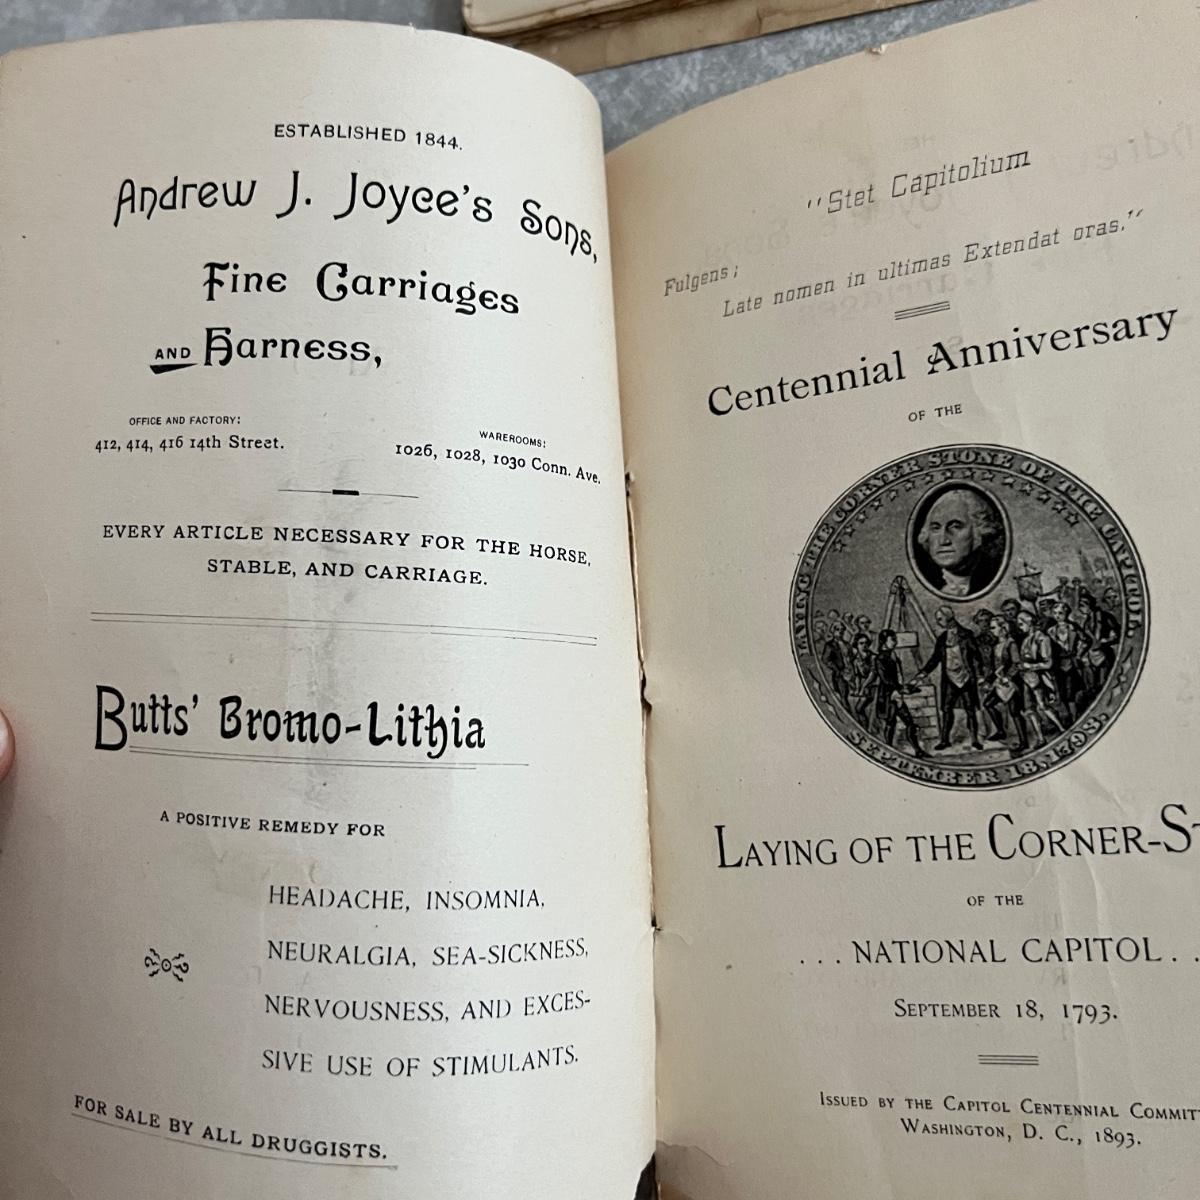 ESTABLISHED 1844.
Andrew J. Joyce's Sons,
Fine Carriages
AND Harness,
OFFICE AND FACTORY:
412, 414, 416 14th Street.
WAREROOMS:
1026, 1028, 1030 Conn. Ave.
EVERY ARTICLE NECESSARY FOR THE HORSE,
STABLE, AND CARRIAGE.
Butts' Bromo-Lithia
A POSITIVE REMEDY FOR
HEADACHE, INSOMNIA,
NEURALGIA, SEA-SICKNESS,
NERVOUSNESS, AND EXCES-
SIVE USE OF STIMULANTS.
FOR SALE BY ALL DRUGGISTS.
"Stet Capitolium
Fulgens;
Late nomen in ultimas Extendat oras."
Centennial Anniversary
OF THE
LAYING THE CORNER STONE OF THE CAPITOL
SEPTEMBER 18, 1793
LAYING OF THE CORNER-ST
OF THE
...NATIONAL CAPITOL..
SEPTEMBER 18, 1793.
ISSUED BY THE CAPITOL CENTENNIAL COMMITT
WASHINGTON, D. C., 1893.